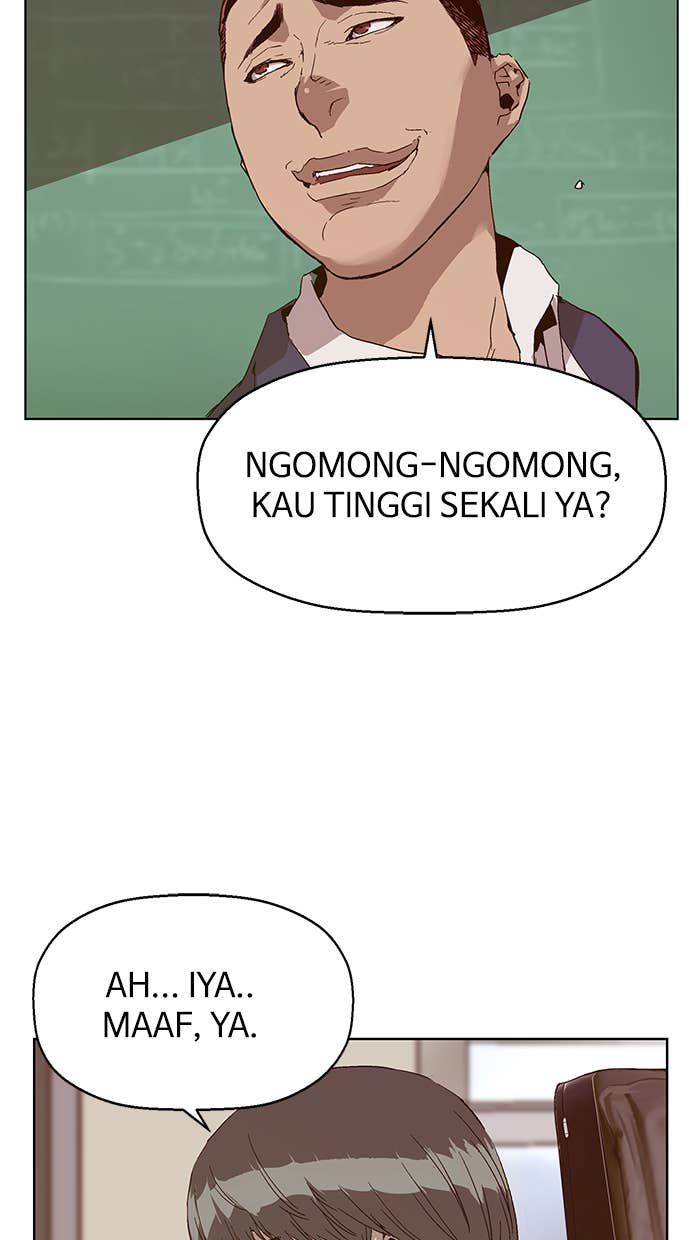 NGOMONG-NGOMONG,
KAU TINGGI SEKALI YA?
AH... IYA..
MAAF, YA.